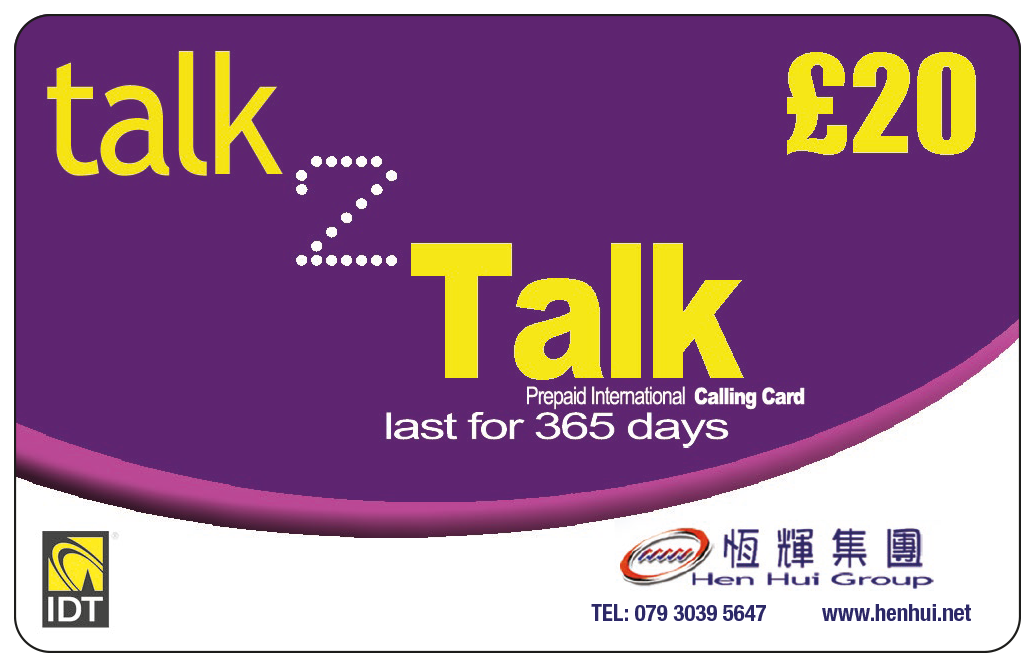 talk
£20
2
Talk
Prepaid International Calling Card
last for 365 days
IDT
®
恆輝集團
Hen Hui Group
TEL: 079 3039 5647
www.henhui.net